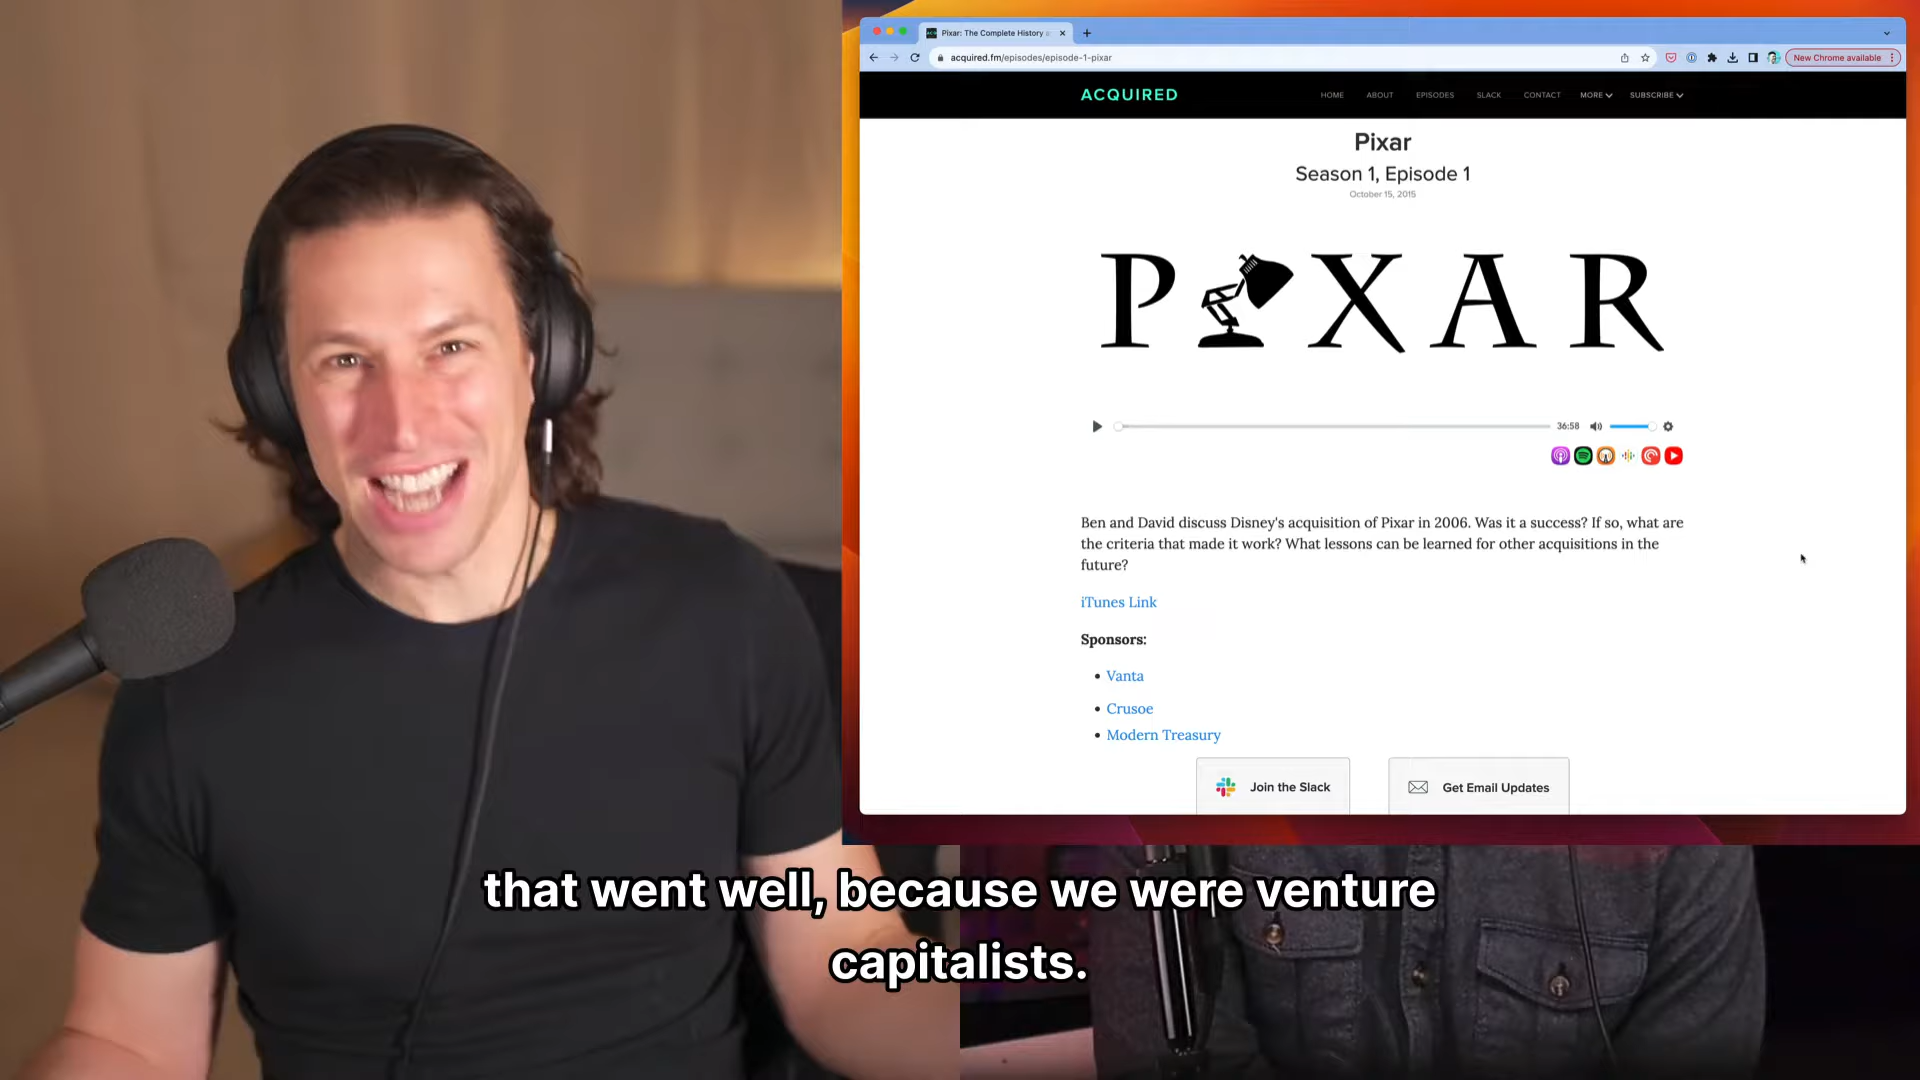 Pixar: The Complete History
acquired.fm/episodes/episode-1-pixar
New Chrome available
ACQUIRED
HOME
ABOUT
EPISODES
SLACK
CONTACT
MORE
SUBSCRIBE
Pixar
Season 1, Episode 1
October 15, 2015
PIXAR
36:58
Ben and David discuss Disney's acquisition of Pixar in 2006. Was it a success? If so, what are
the criteria that made it work? What lessons can be learned for other acquisitions in the
future?
iTunes Link
Sponsors:
• Vanta
• Crusoe
• Modern Treasury
Join the Slack
Get Email Updates
that went well, because we were venture
capitalists.